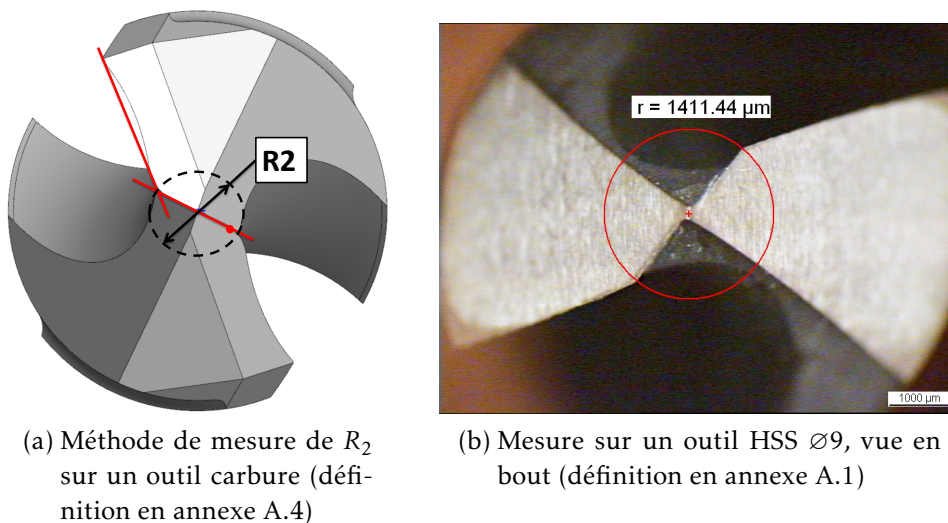 R2
r = 1411.44 µm
1000 µm
(a) Méthode de mesure de R₂
sur un outil carbure (défi-
nition en annexe A.4)
(b) Mesure sur un outil HSS ∅9, vue en
bout (définition en annexe A.1)